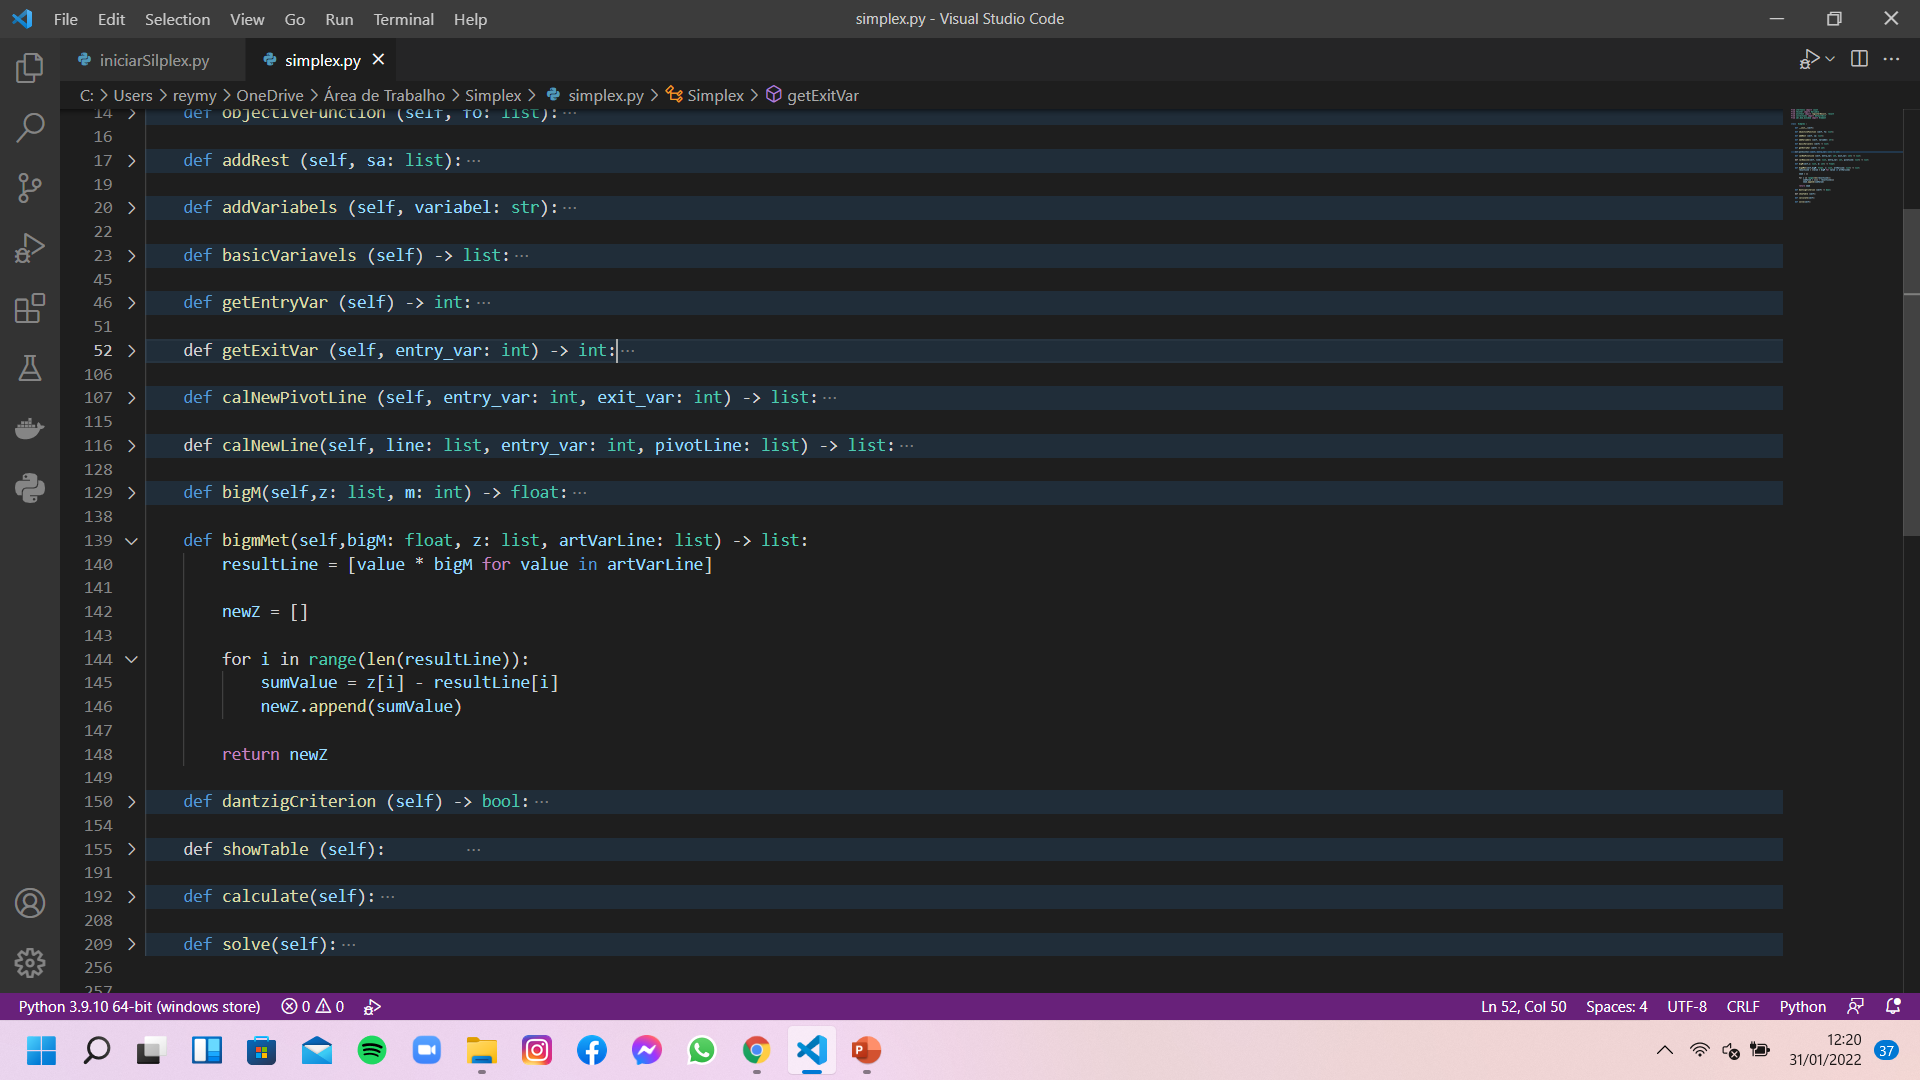 File Edit Selection View Go Run Terminal Help
simplex.py - Visual Studio Code
iniciarSilplex.py
simplex.py
C: > Users > reymy > OneDrive > Área de Trabalho > Simplex > simplex.py > Simplex > getExitVar
14 def objectiveFunction (self, fo: list):···
16
17 def addRest (self, sa: list):···
19
20 def addVariabels (self, variabel: str):···
22
23 def basicVariavels (self) -> list:···
45
46 def getEntryVar (self) -> int:···
51
52 def getExitVar (self, entry_var: int) -> int:···
106
107 def calNewPivotLine (self, entry_var: int, exit_var: int) -> list:···
115
116 def calNewLine(self, line: list, entry_var: int, pivotLine: list) -> list:···
128
129 def bigM(self,z: list, m: int) -> float:···
138
139 def bigmMet(self,bigM: float, z: list, artVarLine: list) -> list:
140 resultLine = [value * bigM for value in artVarLine]
141
142 newZ = []
143
144 for i in range(len(resultLine)):
145 sumValue = z[i] - resultLine[i]
146 newZ.append(sumValue)
147
148 return newZ
149
150 def dantzigCriterion (self) -> bool:···
154
155 def showTable (self): ···
191
192 def calculate(self):···
208
209 def solve(self):···
256
257
Python 3.9.10 64-bit (windows store) 0 0
Ln 52, Col 50 Spaces: 4 UTF-8 CRLF Python
12:20
31/01/2022
37